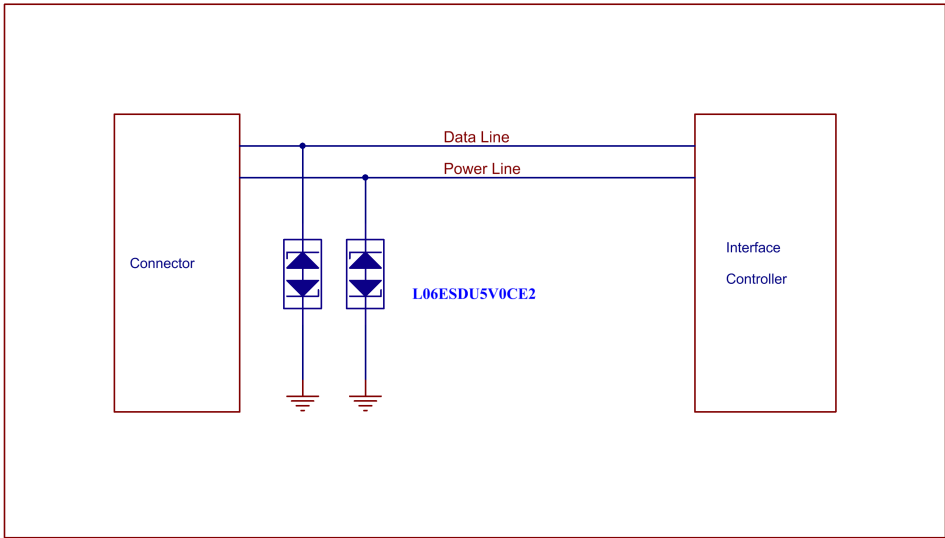 Data Line
Power Line
Connector
Interface
Controller
L06ESDU5V0CE2